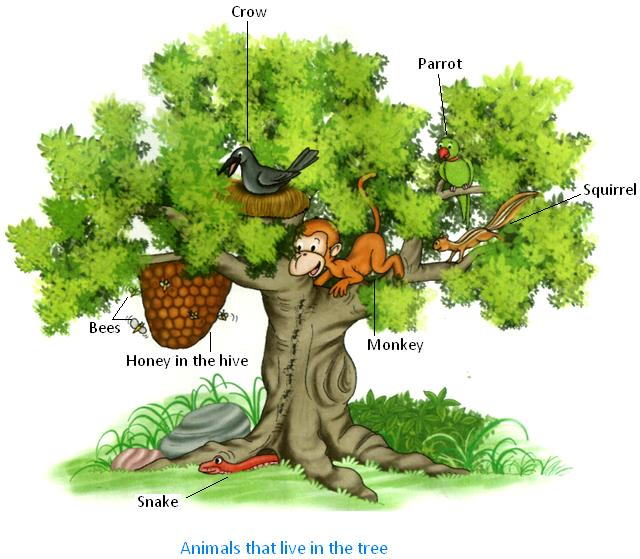 Crow
Parrot
Squirrel
Bees
Honey in the hive
Monkey
Snake
Animals that live in the tree